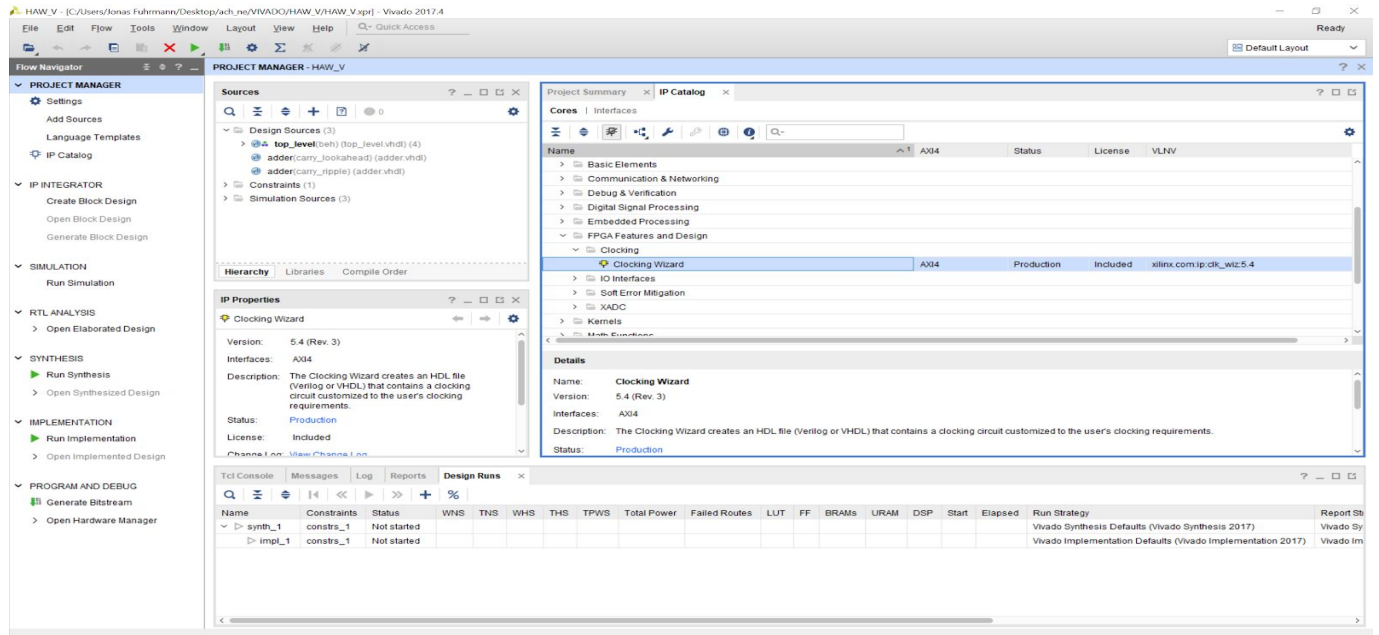 HAW_V - [C:/Users/Jonas Fuhrmann/Desktop/ach_ne/VIVADO/HAW_V/HAW_V.xpr] - Vivado 2017.4
File Edit Flow Tools Window Layout View Help Quick Access
Ready
Default Layout
Flow Navigator
PROJECT MANAGER - HAW_V
PROJECT MANAGER
Settings
Add Sources
Language Templates
IP Catalog
IP INTEGRATOR
Create Block Design
Open Block Design
Generate Block Design
SIMULATION
Run Simulation
RTL ANALYSIS
Open Elaborated Design
SYNTHESIS
Run Synthesis
Open Synthesized Design
IMPLEMENTATION
Run Implementation
Open Implemented Design
PROGRAM AND DEBUG
Generate Bitstream
Open Hardware Manager
Sources
0
Design Sources (3)
top_level(beh) (top_level.vhdl) (4)
adder(carry_lookahead) (adder.vhdl)
adder(carry_ripple) (adder.vhdl)
Constraints (1)
Simulation Sources (3)
Hierarchy Libraries Compile Order
IP Properties
Clocking Wizard
Version: 5.4 (Rev. 3)
Interfaces: AXI4
Description: The Clocking Wizard creates an HDL file
(Verilog or VHDL) that contains a clocking
circuit customized to the user's clocking
requirements.
Status: Production
License: Included
Change Log: View Change Log
Project Summary IP Catalog
Cores | Interfaces
Name 1 AXI4 Status License VLNV
Basic Elements
Communication & Networking
Debug & Verification
Digital Signal Processing
Embedded Processing
FPGA Features and Design
Clocking
Clocking Wizard AXI4 Production Included xilinx.com:ip:clk_wiz:5.4
IO Interfaces
Soft Error Mitigation
XADC
Kernels
Math Functions
Details
Name: Clocking Wizard
Version: 5.4 (Rev. 3)
Interfaces: AXI4
Description: The Clocking Wizard creates an HDL file (Verilog or VHDL) that contains a clocking circuit customized to the user's clocking requirements.
Status: Production
Tcl Console Messages Log Reports Design Runs
Name Constraints Status WNS TNS WHS THS TPWS Total Power Failed Routes LUT FF BRAMs URAM DSP Start Elapsed Run Strategy Report Str
synth_1 constrs_1 Not started Vivado Synthesis Defaults (Vivado Synthesis 2017) Vivado Sy
impl_1 constrs_1 Not started Vivado Implementation Defaults (Vivado Implementation 2017) Vivado Im